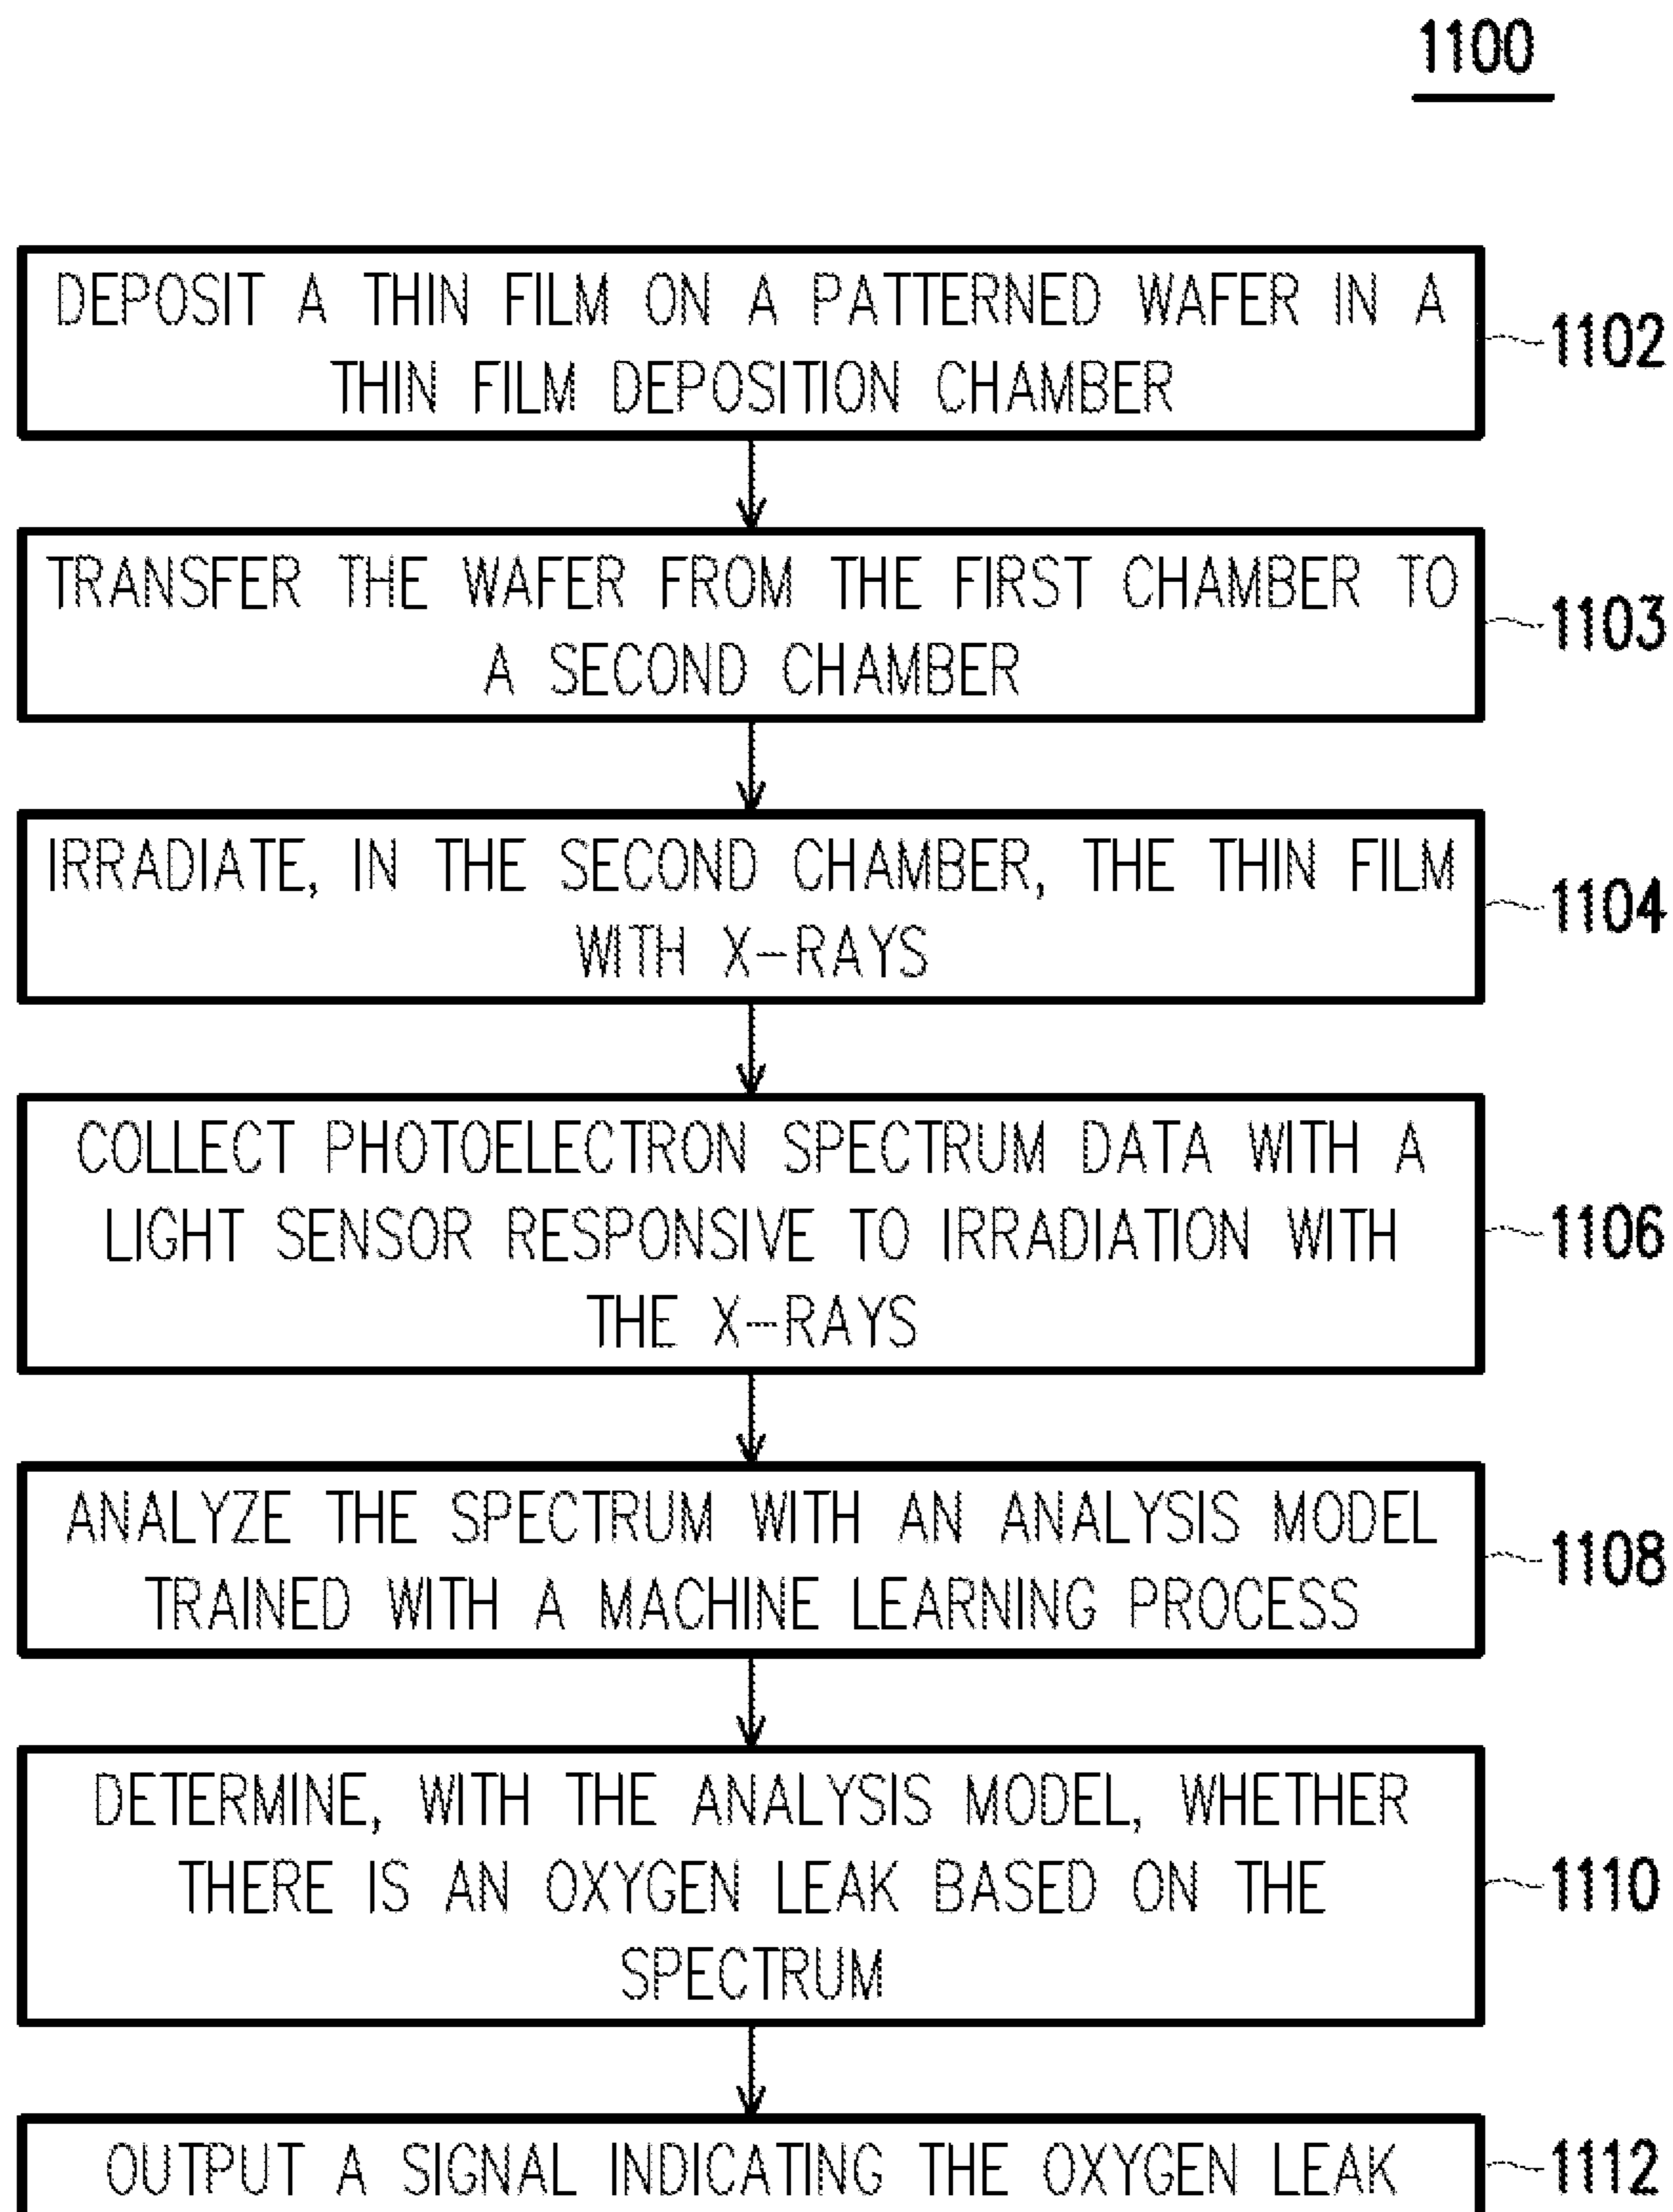 1100
DEPOSIT A THIN FILM ON A PATTERNED WAFER IN A
THIN FILM DEPOSITION CHAMBER
1102
TRANSFER THE WAFER FROM THE FIRST CHAMBER TO
A SECOND CHAMBER
1103
IRRADIATE, IN THE SECOND CHAMBER, THE THIN FILM
WITH X-RAYS
1104
COLLECT PHOTOELECTRON SPECTRUM DATA WITH A
LIGHT SENSOR RESPONSIVE TO IRRADIATION WITH
THE X-RAYS
1106
ANALYZE THE SPECTRUM WITH AN ANALYSIS MODEL
TRAINED WITH A MACHINE LEARNING PROCESS
1108
DETERMINE, WITH THE ANALYSIS MODEL, WHETHER
THERE IS AN OXYGEN LEAK BASED ON THE
SPECTRUM
1110
OUTPUT A SIGNAL INDICATING THE OXYGEN LEAK
1112